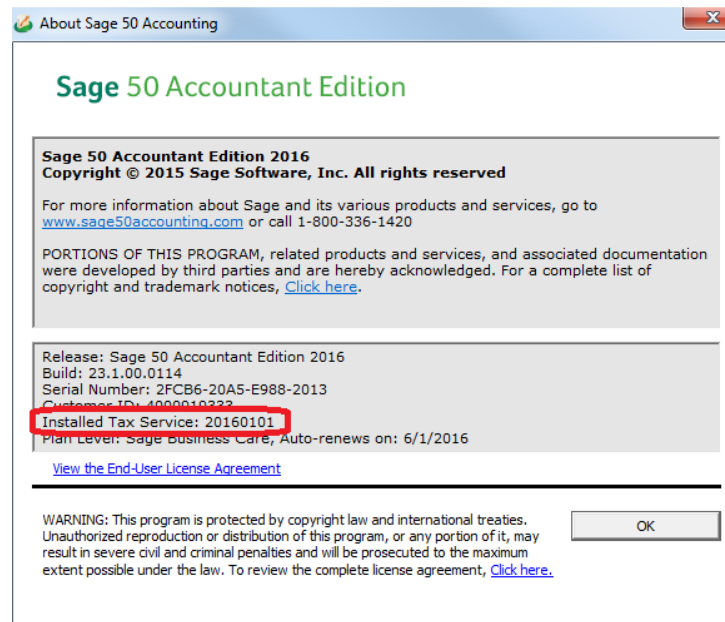 About Sage 50 Accounting
Sage 50 Accountant Edition
Sage 50 Accountant Edition 2016
Copyright © 2015 Sage Software, Inc. All rights reserved
For more information about Sage and its various products and services, go to
www.sage50accounting.com or call 1-800-336-1420
PORTIONS OF THIS PROGRAM, related products and services, and associated documentation
were developed by third parties and are hereby acknowledged. For a complete list of
copyright and trademark notices, Click here.
Release: Sage 50 Accountant Edition 2016
Build: 23.1.00.0114
Serial Number: 2FCB6-20A5-E988-2013
Customer ID: 4000019333
Installed Tax Service: 20160101
Plan Level: Sage Business Care, Auto-renews on: 6/1/2016
View the End-User License Agreement
WARNING: This program is protected by copyright law and international treaties.
Unauthorized reproduction or distribution of this program, or any portion of it, may
result in severe civil and criminal penalties and will be prosecuted to the maximum
extent possible under the law. To review the complete license agreement, Click here.
OK